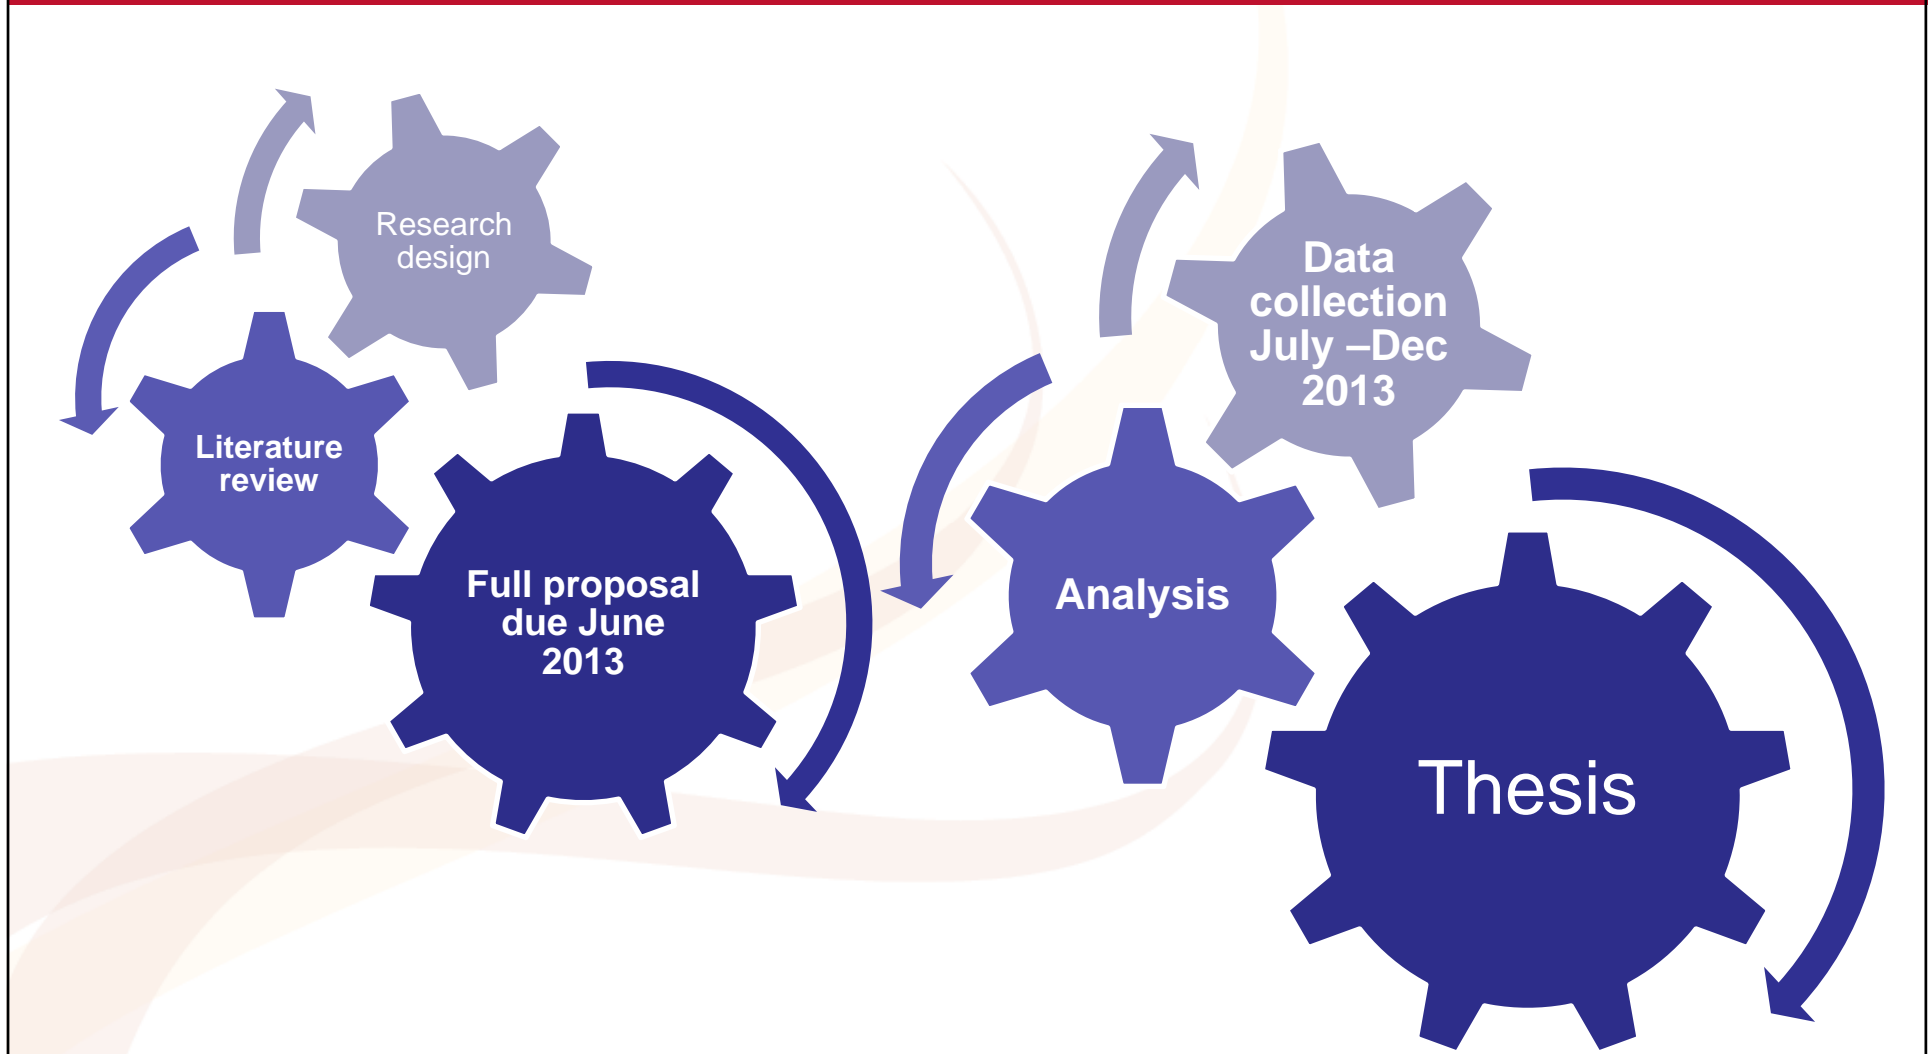 Research
design
Literature
review
Full proposal
due June
2013
Data
collection
July –Dec
2013
Analysis
Thesis